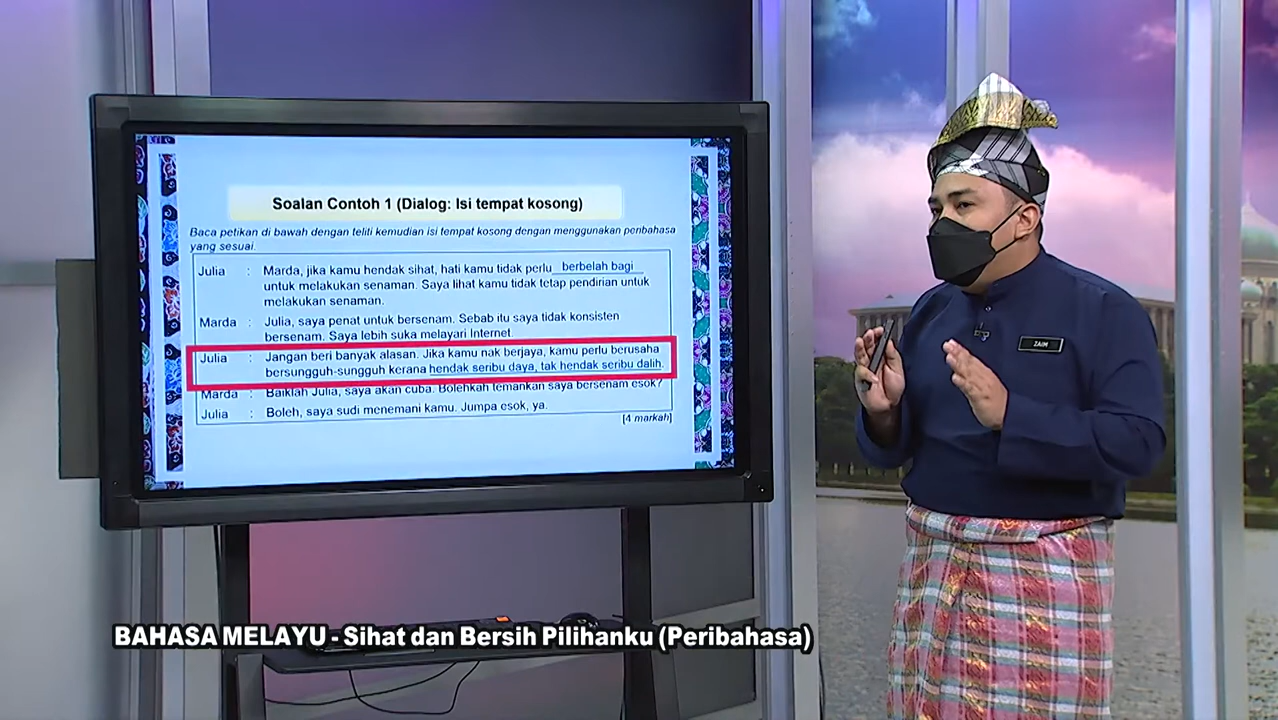 Soalan Contoh 1 (Dialog: Isi tempat kosong)
Baca petikan di bawah dengan teliti kemudian isi tempat kosong dengan menggunakan peribahasa
yang sesuai.
Julia : Marda, jika kamu hendak sihat, hati kamu tidak perlu berbelah bagi
untuk melakukan senaman. Saya lihat kamu tidak tetap pendirian untuk
melakukan senaman.
Marda : Julia, saya penat untuk bersenam. Sebab itu saya tidak konsisten
bersenam. Saya lebih suka melayari Internet.
Julia : Jangan beri banyak alasan. Jika kamu nak berjaya, kamu perlu berusaha
bersungguh-sungguh kerana hendak seribu daya, tak hendak seribu dalih.
Marda : Baiklah Julia, saya akan cuba. Bolehkah temankan saya bersenam esok?
Julia : Boleh, saya sudi menemani kamu. Jumpa esok, ya.
[4 markah]
ZAIM
BAHASA MELAYU - Sihat dan Bersih Pilihanku (Peribahasa)